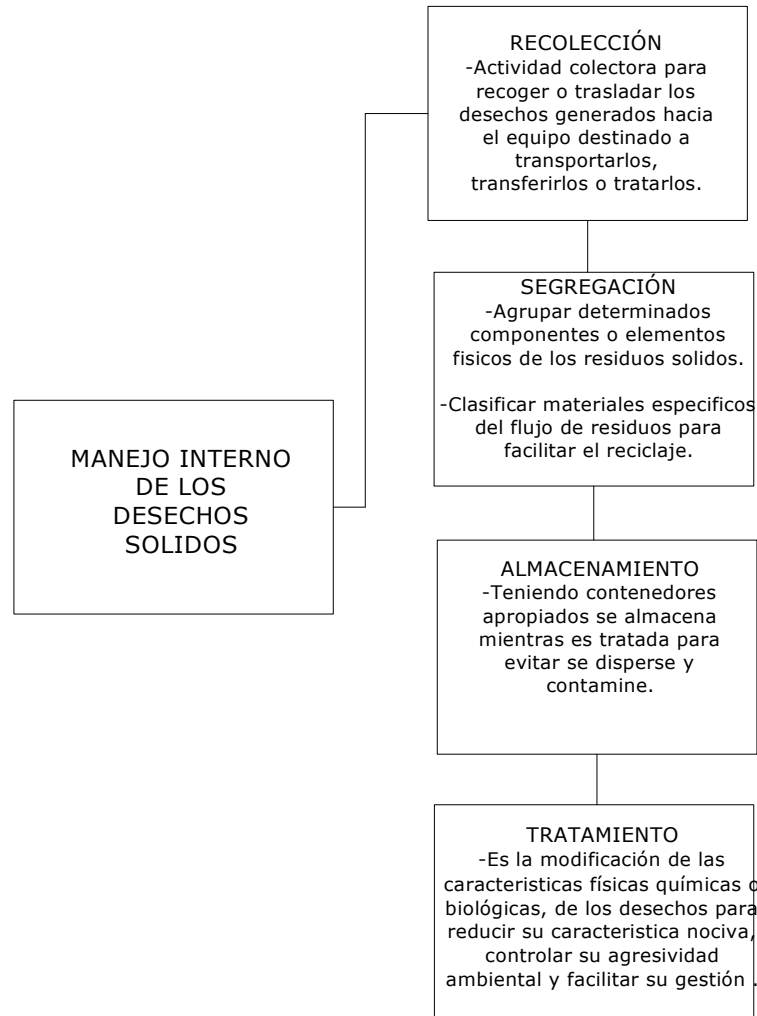 RECOLECCIÓN
-Actividad colectora para
recoger o trasladar los
desechos generados hacia
el equipo destinado a
transportarlos,
transferirlos o tratarlos.
SEGREGACIÓN
-Agrupar determinados
componentes o elementos
fisicos de los residuos solidos.
-Clasificar materiales especificos
del flujo de residuos para
facilitar el reciclaje.
MANEJO INTERNO
DE LOS
DESECHOS
SOLIDOS
ALMACENAMIENTO
-Teniendo contenedores
apropiados se almacena
mientras es tratada para
evitar se disperse y
contamine.
TRATAMIENTO
-Es la modificación de las
caracteristicas físicas químicas o
biológicas, de los desechos para
reducir su caracteristica nociva,
controlar su agresividad
ambiental y facilitar su gestión .